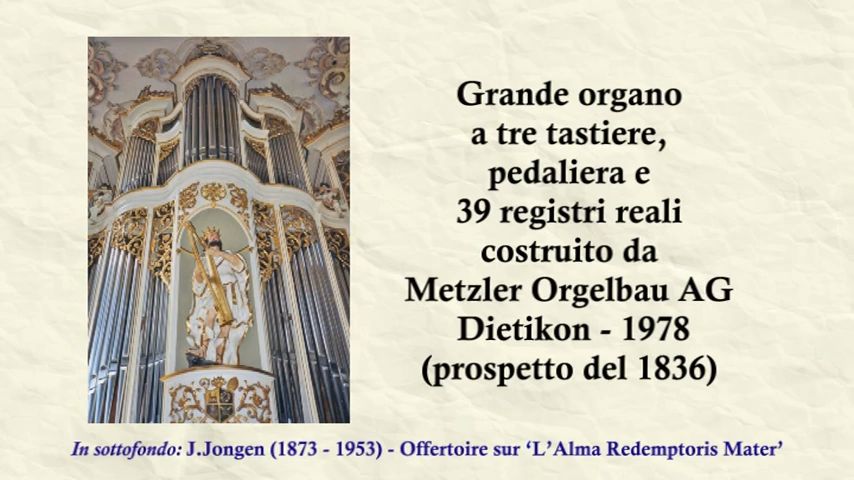 Grande organo
a tre tastiere,
pedaliera e
39 registri reali
costruito da
Metzler Orgelbau AG
Dietikon - 1978
(prospetto del 1836)
In sottofondo: J.Jongen (1873 - 1953) - Offertoire sur ‘L’Alma Redemptoris Mater’